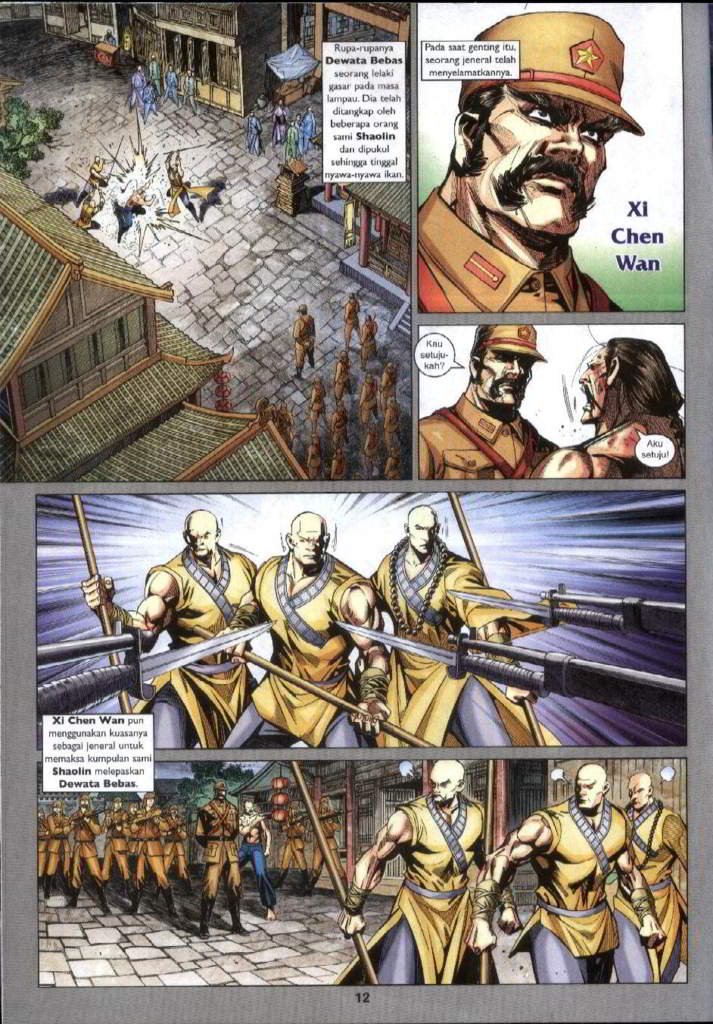 Rupa-rupanya
Dewata Bebas
seorang lelaki
gasar pada masa
lampau. Dia telah
ditangkap oleh
beberapa orang
sami Shaolin
dan dipukul
sehingga tinggal
nyawa-nyawa ikan.
Pada saat genting itu,
seorang jeneral telah
menyelamatkannya.
Xi
Chen
Wan
Kau
setuju-
kah?
Aku
setuju!
Xi Chen Wan pun
menggunakan kuasanya
sebagai jeneral untuk
memaksa kumpulan sami
Shaolin melepaskan
Dewata Bebas.
12